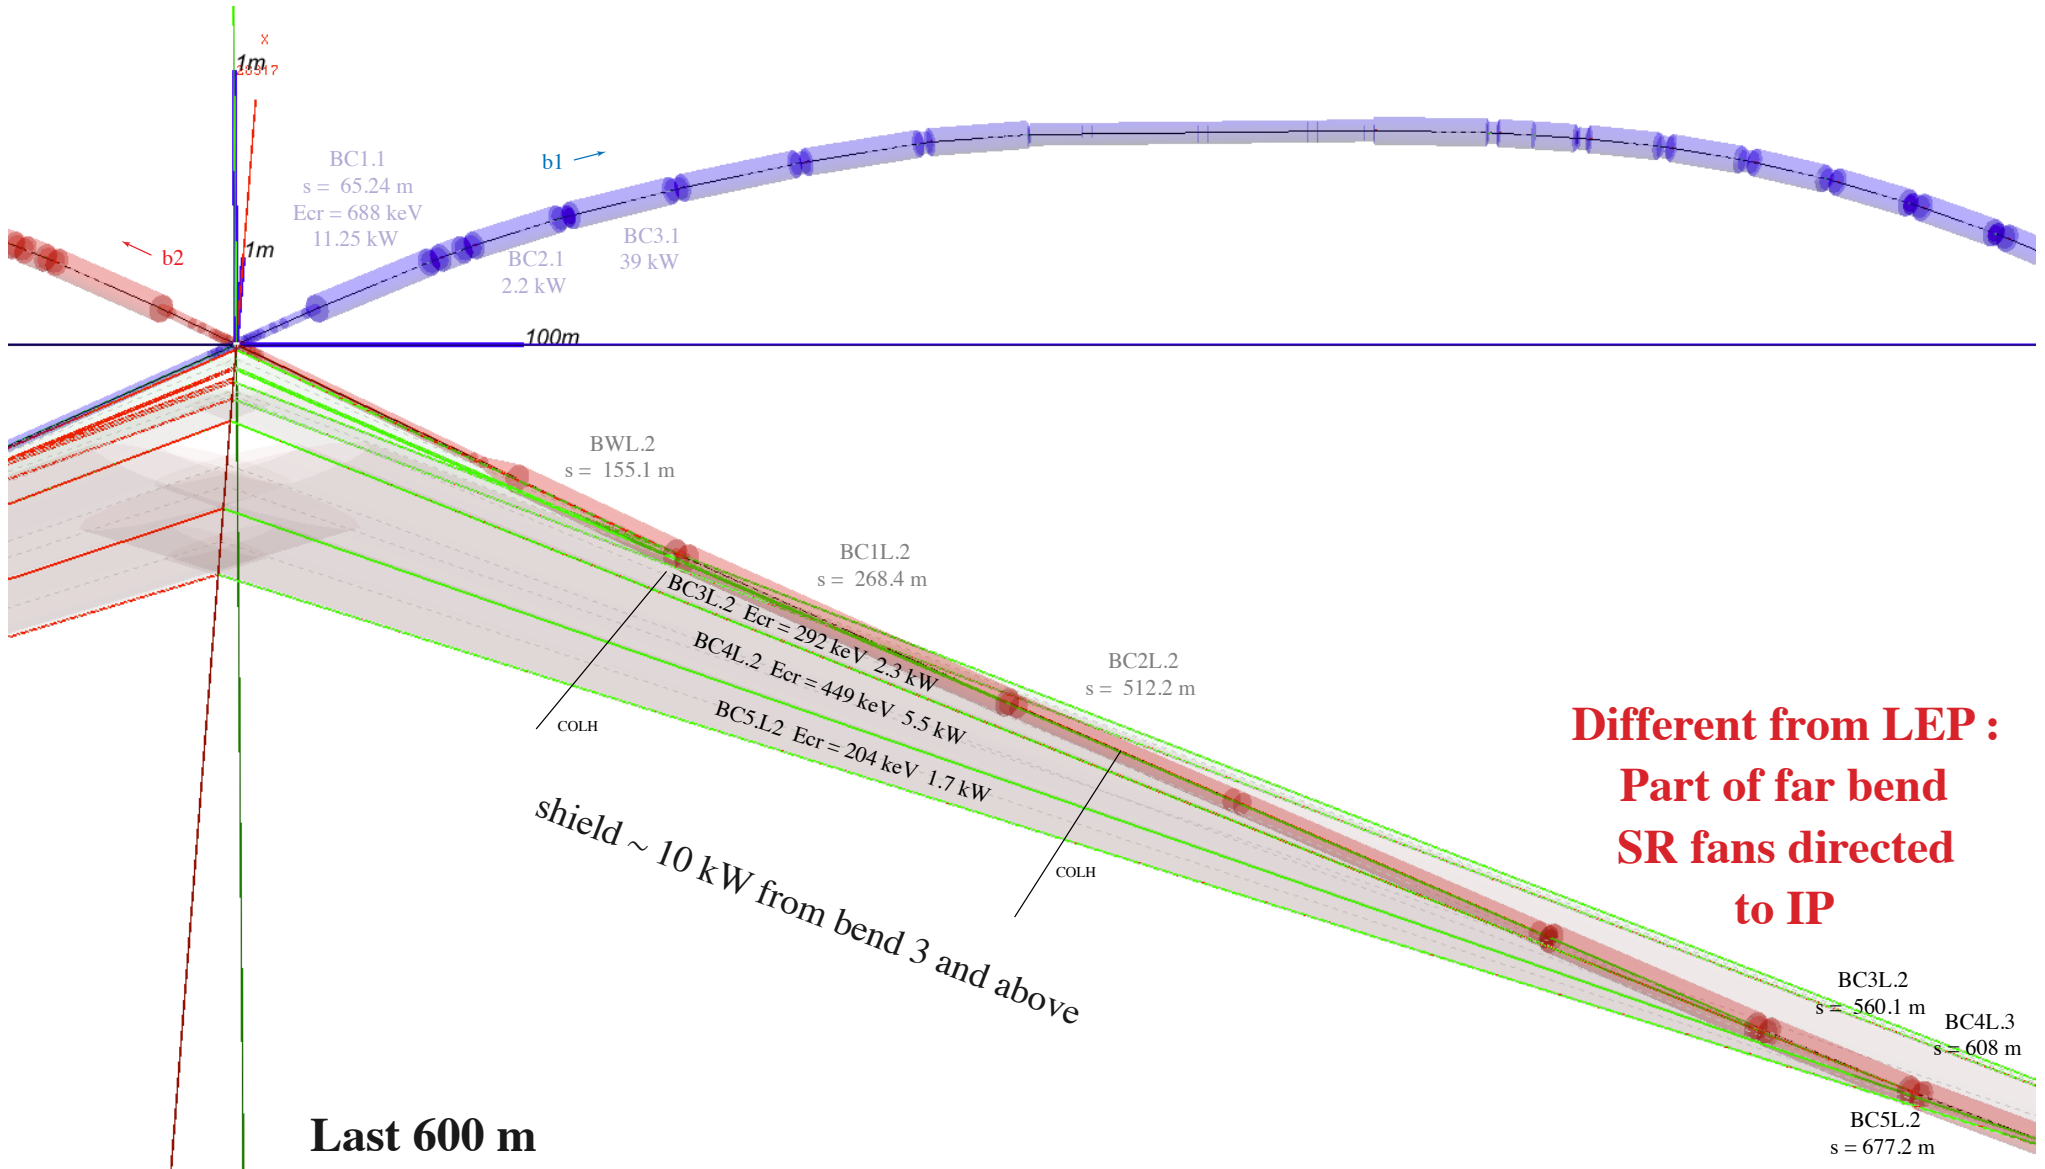 x
1m
28317
BC1.1
s =  65.24 m
Ecr = 688 keV
11.25 kW
b1
b2
1m
BC2.1
2.2 kW
BC3.1
39 kW
100m
BWL.2
s =  155.1 m
BC1L.2
s =  268.4 m
BC3L.2  Ecr = 292 keV  2.3 kW
BC4L.2  Ecr = 449 keV  5.5 kW
BC5.L2  Ecr = 204 keV  1.7 kW
BC2L.2
s =  512.2 m
COLH
COLH
shield ~ 10 kW from bend 3 and above
Different from LEP :
Part of far bend
SR fans directed
to IP
BC3L.2
s =  560.1 m
BC4L.3
s = 608 m
BC5L.2
s = 677.2 m
Last 600 m